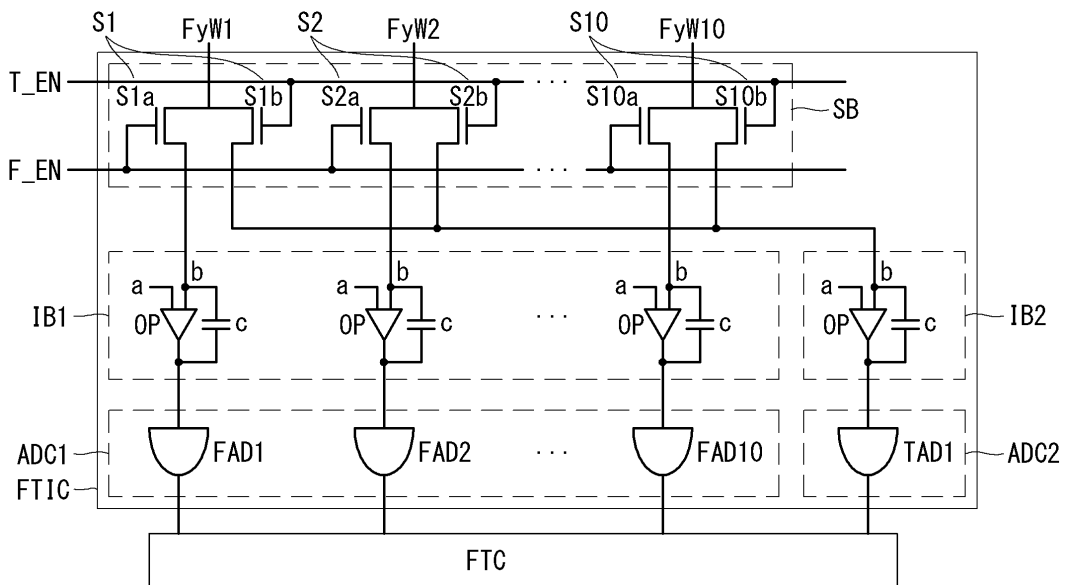 S1 FyW1 S2 FyW2 S10 FyW10
T_EN
S1a S1b S2a S2b ... S10a S10b
SB
F_EN ...
a b a b a b a b
IB1 OP c OP c ... OP c OP c IB2
ADC1 FAD1 FAD2 ... FAD10 TAD1 ADC2
FTIC
FTC